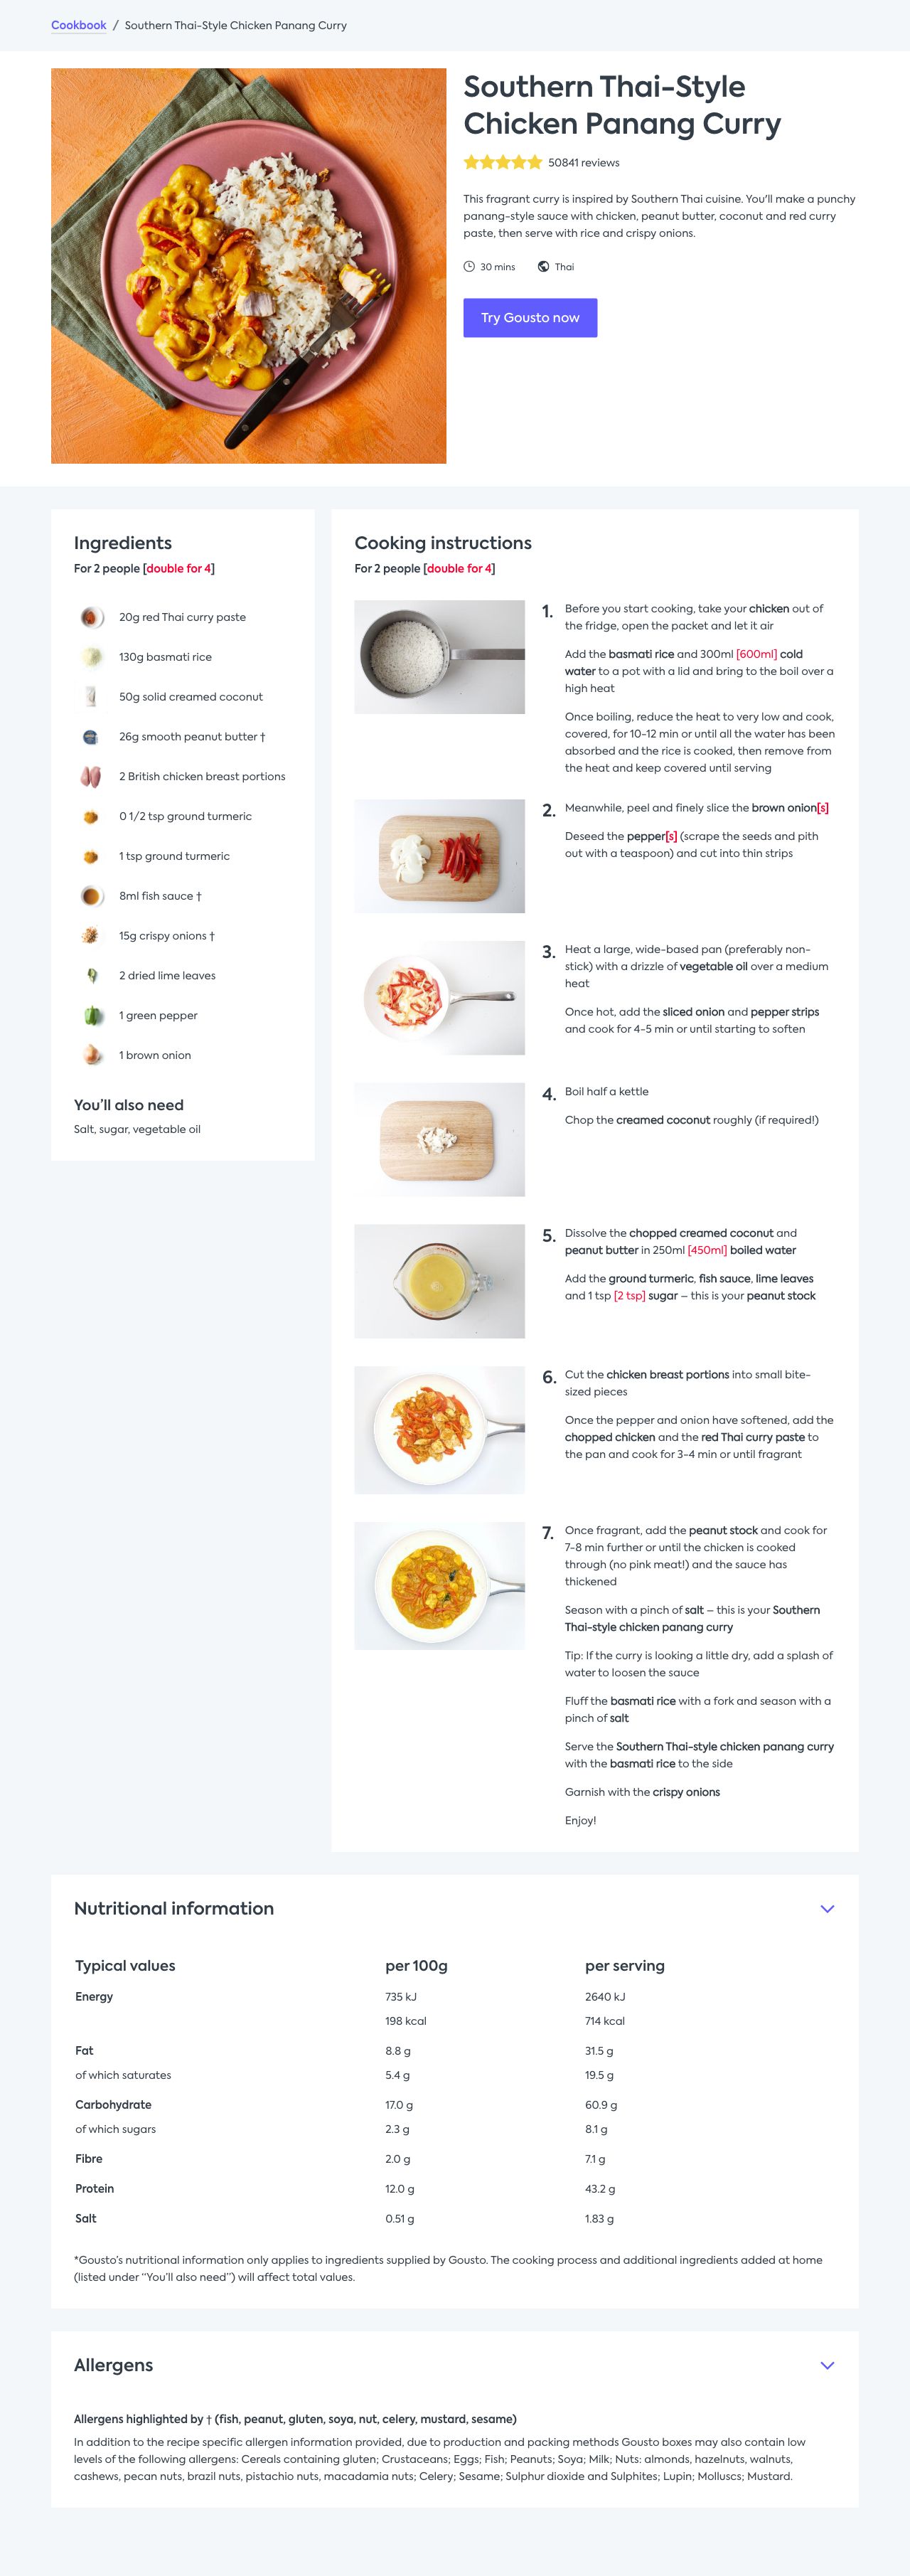 Cookbook / Southern Thai-Style Chicken Panang Curry
Southern Thai-Style
Chicken Panang Curry
50841 reviews
This fragrant curry is inspired by Southern Thai cuisine. You'll make a punchy
panang-style sauce with chicken, peanut butter, coconut and red curry
paste, then serve with rice and crispy onions.
30 mins Thai
Try Gousto now
Ingredients
For 2 people [double for 4]
20g red Thai curry paste
130g basmati rice
50g solid creamed coconut
26g smooth peanut butter †
2 British chicken breast portions
0 1/2 tsp ground turmeric
1 tsp ground turmeric
8ml fish sauce †
15g crispy onions †
2 dried lime leaves
1 green pepper
1 brown onion
You'll also need
Salt, sugar, vegetable oil
Cooking instructions
For 2 people [double for 4]
1. Before you start cooking, take your chicken out of
the fridge, open the packet and let it air
Add the basmati rice and 300ml [600ml] cold
water to a pot with a lid and bring to the boil over a
high heat
Once boiling, reduce the heat to very low and cook,
covered, for 10-12 min or until all the water has been
absorbed and the rice is cooked, then remove from
the heat and keep covered until serving
2. Meanwhile, peel and finely slice the brown onion[s]
Deseed the pepper[s] (scrape the seeds and pith
out with a teaspoon) and cut into thin strips
3. Heat a large, wide-based pan (preferably non-
stick) with a drizzle of vegetable oil over a medium
heat
Once hot, add the sliced onion and pepper strips
and cook for 4-5 min or until starting to soften
4. Boil half a kettle
Chop the creamed coconut roughly (if required!)
5. Dissolve the chopped creamed coconut and
peanut butter in 250ml [450ml] boiled water
Add the ground turmeric, fish sauce, lime leaves
and 1 tsp [2 tsp] sugar – this is your peanut stock
6. Cut the chicken breast portions into small bite-
sized pieces
Once the pepper and onion have softened, add the
chopped chicken and the red Thai curry paste to
the pan and cook for 3-4 min or until fragrant
7. Once fragrant, add the peanut stock and cook for
7-8 min further or until the chicken is cooked
through (no pink meat!) and the sauce has
thickened
Season with a pinch of salt – this is your Southern
Thai-style chicken panang curry
Tip: If the curry is looking a little dry, add a splash of
water to loosen the sauce
Fluff the basmati rice with a fork and season with a
pinch of salt
Serve the Southern Thai-style chicken panang curry
with the basmati rice to the side
Garnish with the crispy onions
Enjoy!
Nutritional information
Typical values per 100g per serving
Energy 735 kJ 2640 kJ
198 kcal 714 kcal
Fat 8.8 g 31.5 g
of which saturates 5.4 g 19.5 g
Carbohydrate 17.0 g 60.9 g
of which sugars 2.3 g 8.1 g
Fibre 2.0 g 7.1 g
Protein 12.0 g 43.2 g
Salt 0.51 g 1.83 g
*Gousto's nutritional information only applies to ingredients supplied by Gousto. The cooking process and additional ingredients added at home
(listed under “You'll also need”) will affect total values.
Allergens
Allergens highlighted by † (fish, peanut, gluten, soya, nut, celery, mustard, sesame)
In addition to the recipe specific allergen information provided, due to production and packing methods Gousto boxes may also contain low
levels of the following allergens: Cereals containing gluten; Crustaceans; Eggs; Fish; Peanuts; Soya; Milk; Nuts: almonds, hazelnuts, walnuts,
cashews, pecan nuts, brazil nuts, pistachio nuts, macadamia nuts; Celery; Sesame; Sulphur dioxide and Sulphites; Lupin; Molluscs; Mustard.